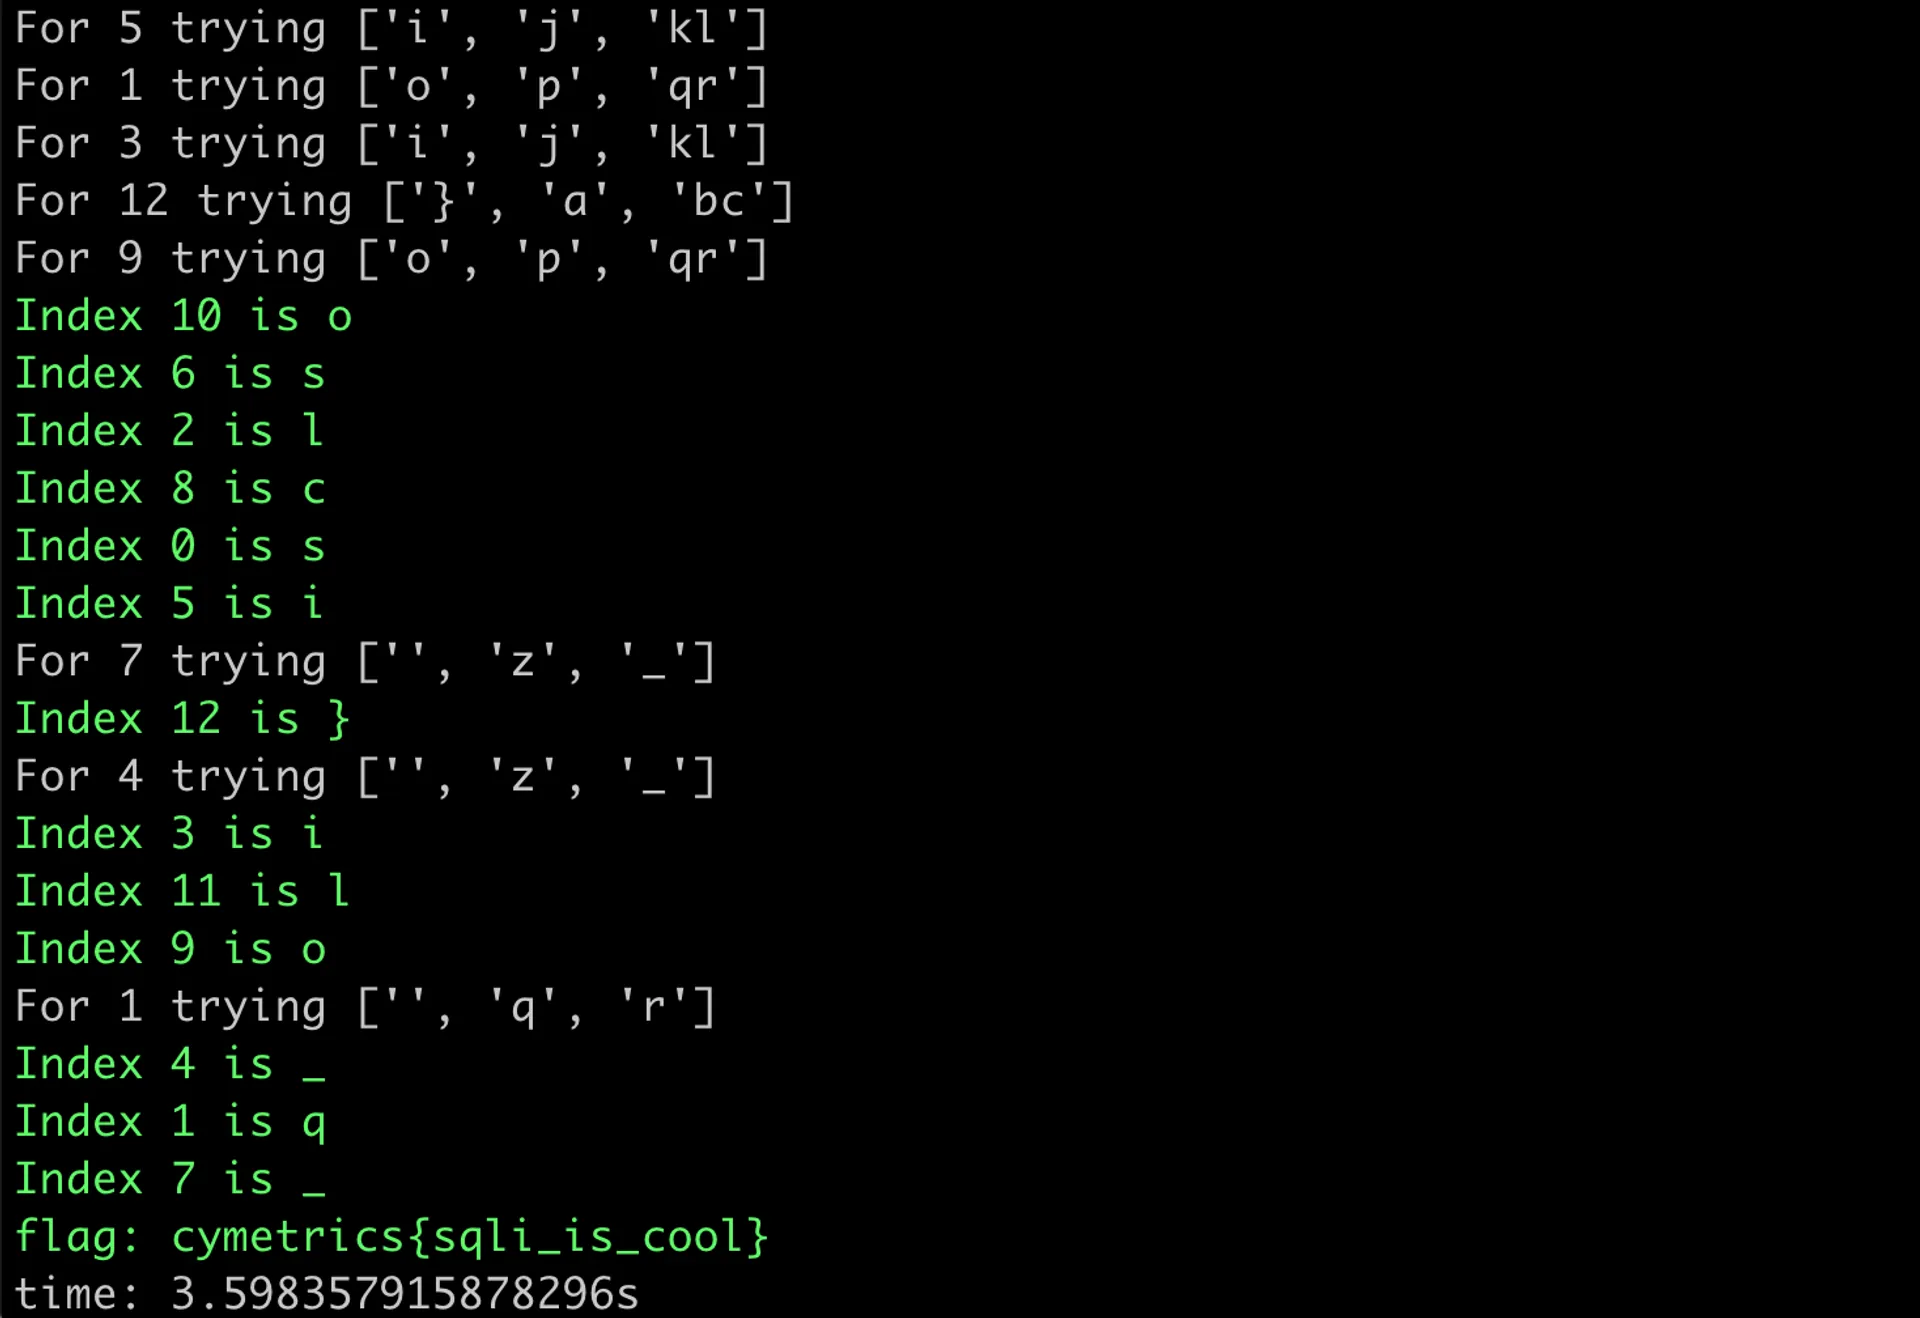 For 5 trying ['i', 'j', 'kl']
For 1 trying ['o', 'p', 'qr']
For 3 trying ['i', 'j', 'kl']
For 12 trying ['}', 'a', 'bc']
For 9 trying ['o', 'p', 'qr']
Index 10 is o
Index 6 is s
Index 2 is l
Index 8 is c
Index 0 is s
Index 5 is i
For 7 trying ['', 'z', '_']
Index 12 is }
For 4 trying ['', 'z', '_']
Index 3 is i
Index 11 is l
Index 9 is o
For 1 trying ['', 'q', 'r']
Index 4 is _
Index 1 is q
Index 7 is _
flag: cymetrics{sqli_is_cool}
time: 3.598357915878296s